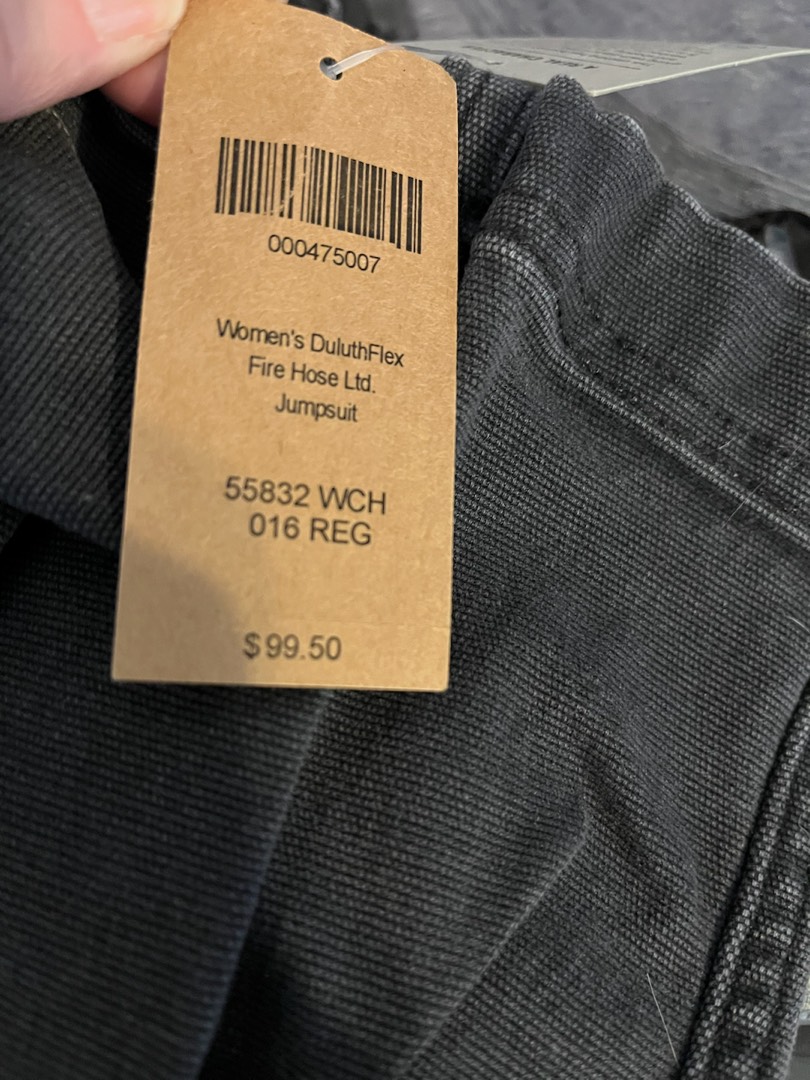 000475007
Women's DuluthFlex
Fire Hose Ltd.
Jumpsuit
55832 WCH
016 REG
$99.50